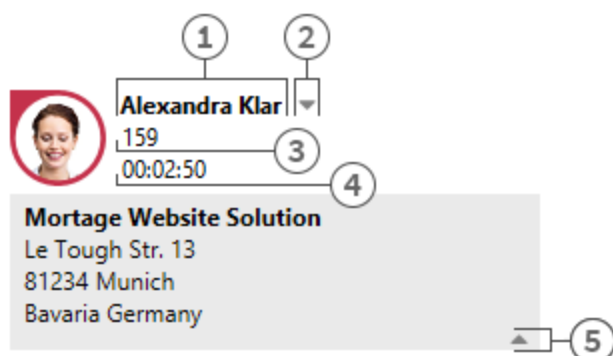 1 2
Alexandra Klar
159
3
00:02:50
4
Mortage Website Solution
Le Tough Str. 13
81234 Munich
Bavaria Germany
5